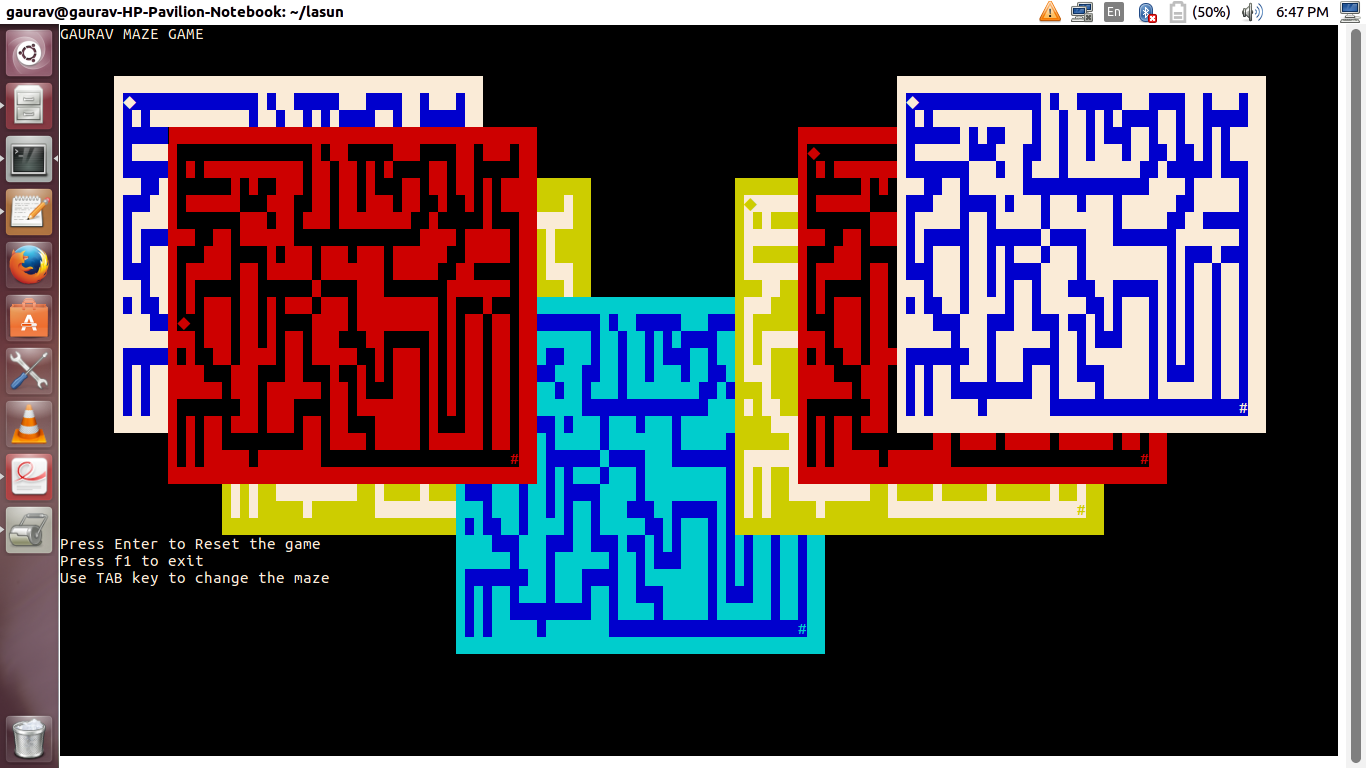 gaurav@gaurav-HP-Pavilion-Notebook: ~/lasun
En
(50%)
6:47 PM
GAURAV MAZE GAME
#
#
#
Press Enter to Reset the game
Press f1 to exit
Use TAB key to change the maze
#
#